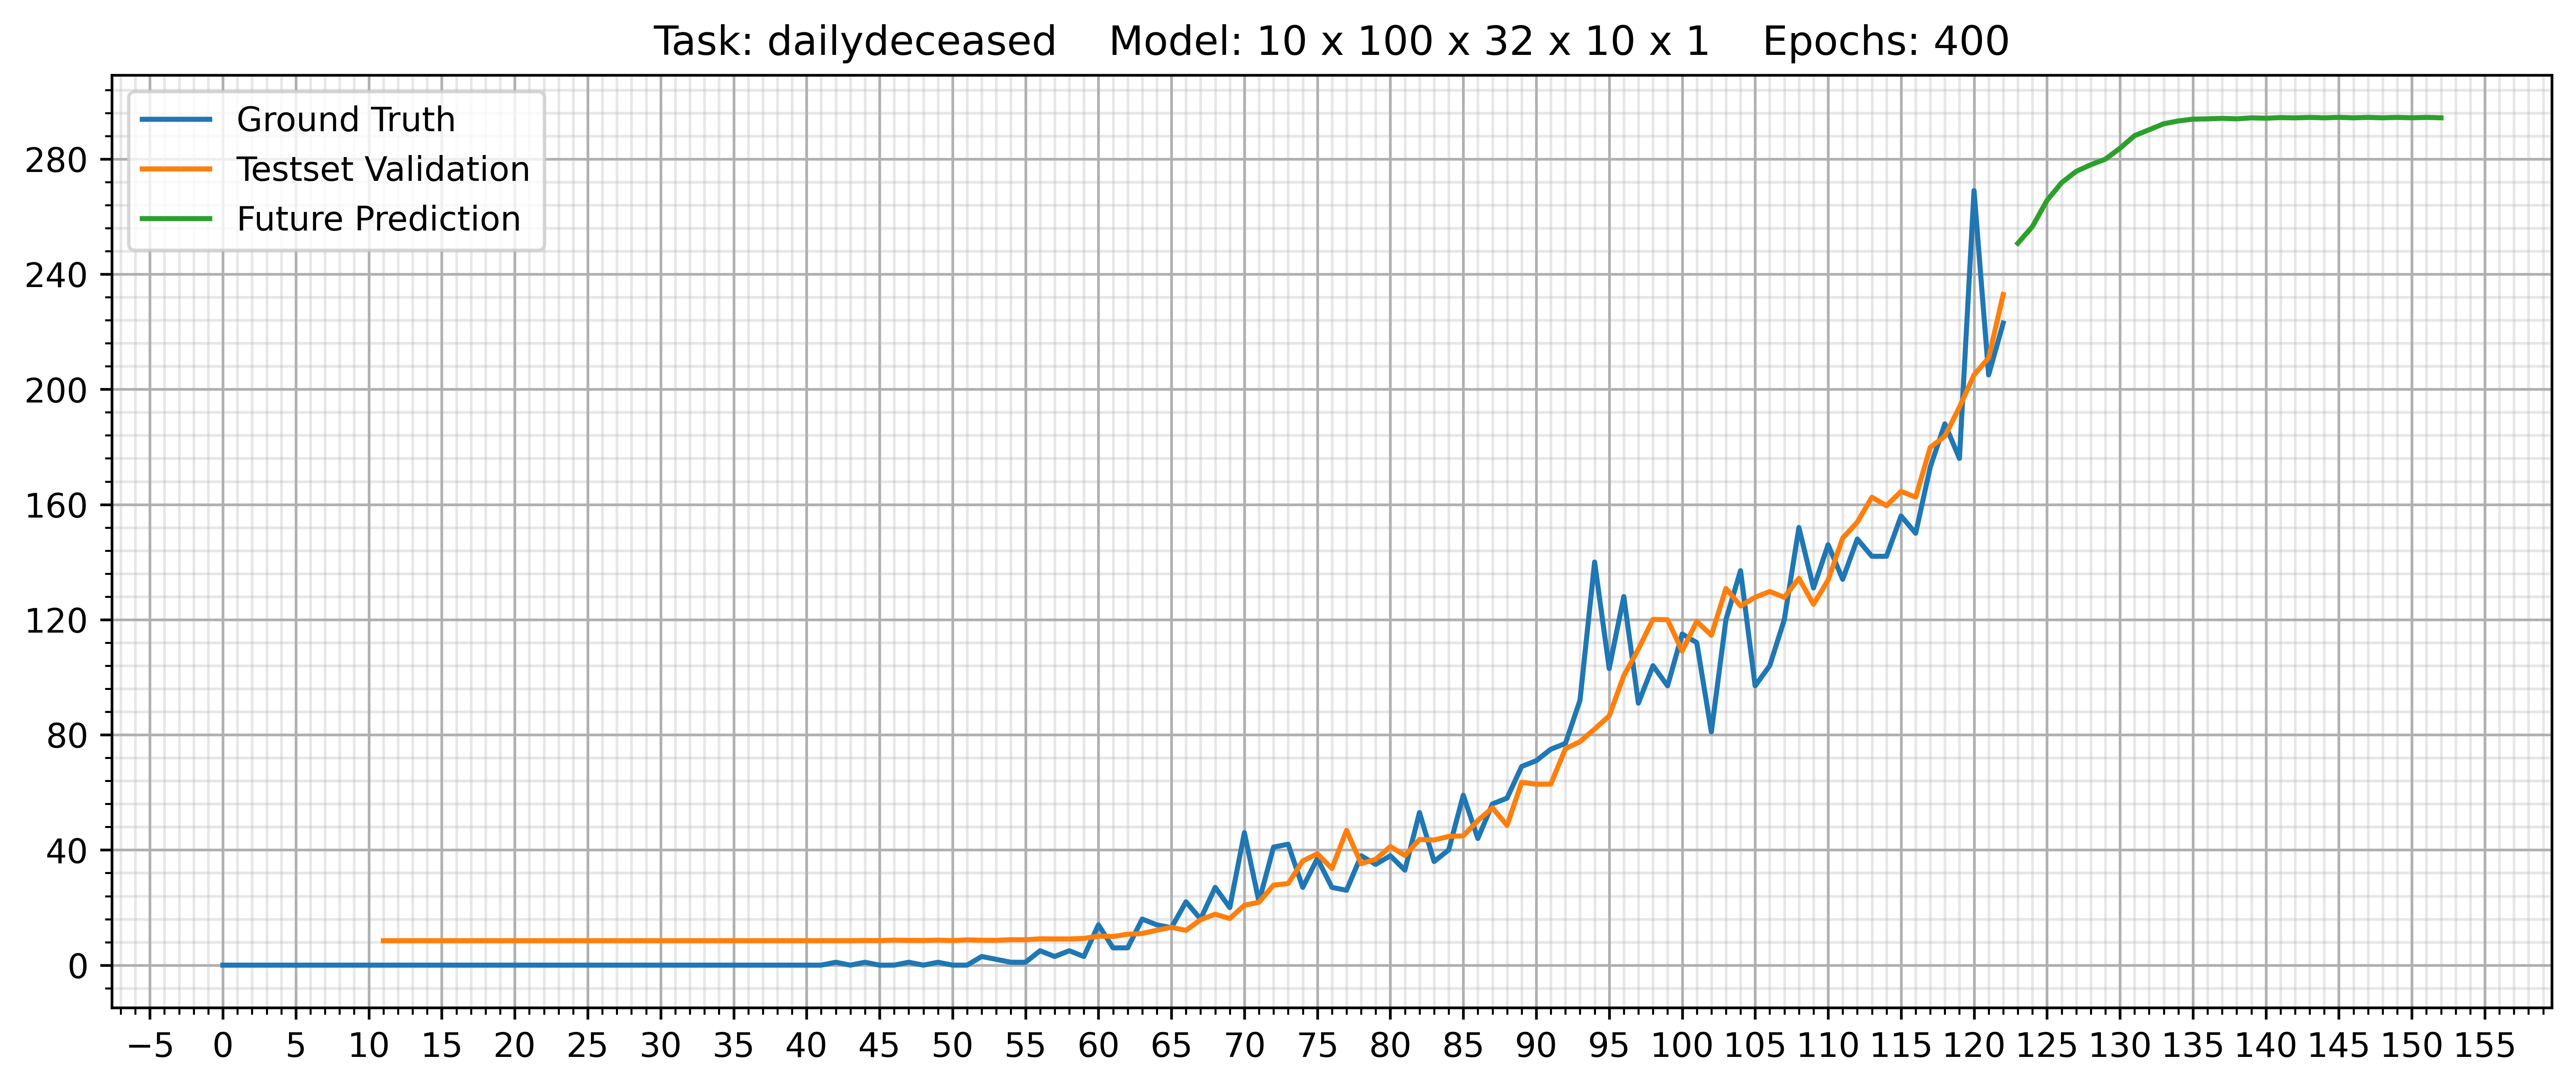 Task: dailydeceased    Model: 10 x 100 x 32 x 10 x 1    Epochs: 400
Ground Truth
Testset Validation
Future Prediction
280
240
200
160
120
80
40
0
−5 0 5 10 15 20 25 30 35 40 45 50 55 60 65 70 75 80 85 90 95 100 105 110 115 120 125 130 135 140 145 150 155